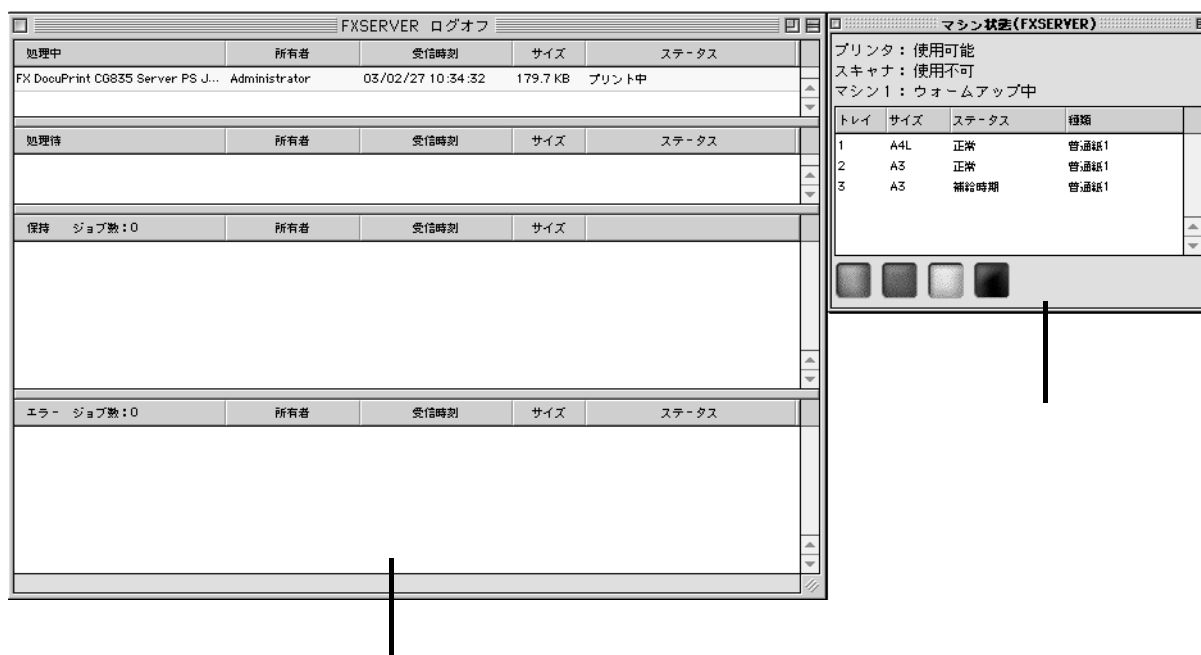 FXSERVER ログオフ
処理中 所有者 受信時刻 サイズ ステータス
FX DocuPrint CG835 Server PS J... Administrator 03/02/27 10:34:32 179.7 KB プリント中
処理待 所有者 受信時刻 サイズ ステータス
保持 ジョブ数:0 所有者 受信時刻 サイズ
エラー ジョブ数:0 所有者 受信時刻 サイズ ステータス
マシン状態(FXSERVER)
プリンタ: 使用可能
スキャナ: 使用不可
マシン1: ウォームアップ中
トレイ サイズ ステータス 種類
1 A4L 正常 普通紙1
2 A3 正常 普通紙1
3 A3 補給時期 普通紙1